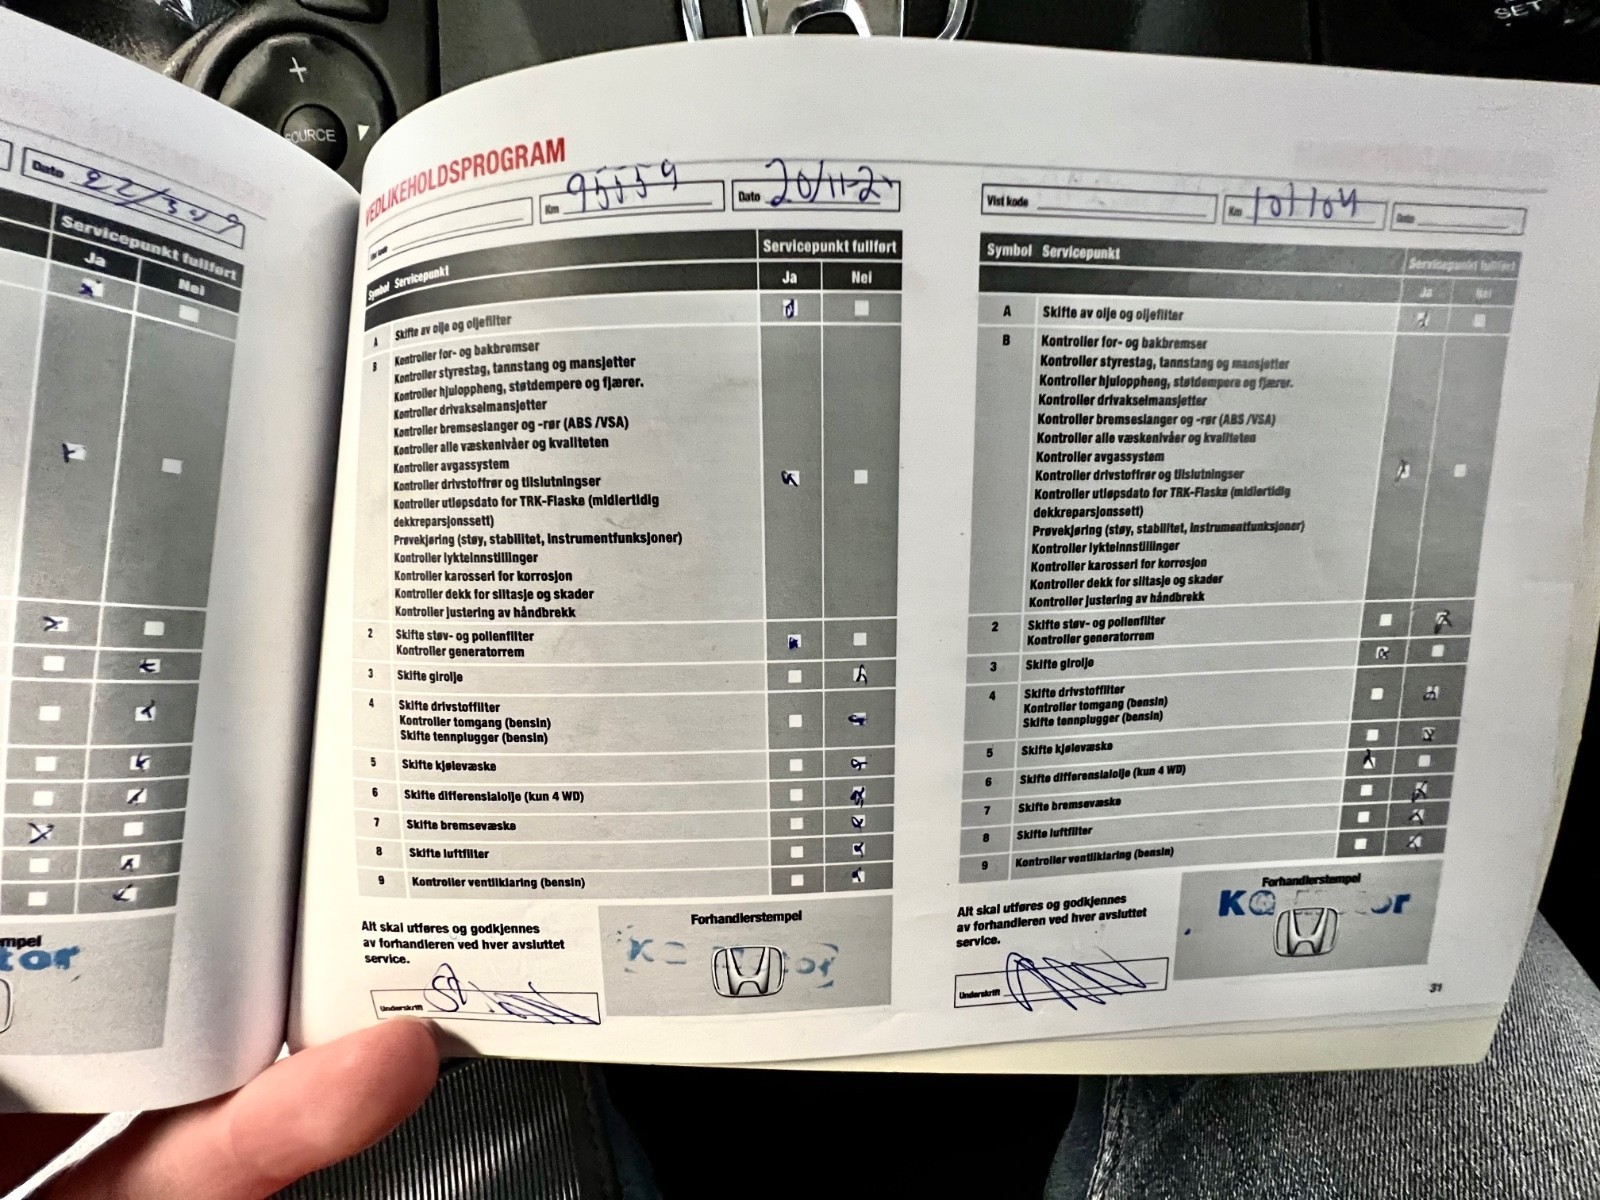 SOURCE
SET
Dato 22/3
Servicepunkt fullført
Ja
Nei
VEDLIKEHOLDSPROGRAM
Km 95559
Dato 20/11-2
Symbol Servicepunkt
Servicepunkt fullført
Ja Nei
A Skifte av olje og oljefilter
B Kontroller for- og bakbremser
Kontroller styrestag, tannstang og mansjetter
Kontroller hjuloppheng, støtdempere og fjærer.
Kontroller drivakselmansjetter
Kontroller bremseslanger og -rør (ABS /VSA)
Kontroller alle væskenivåer og kvaliteten
Kontroller avgassystem
Kontroller drivstoffrør og tilslutningser
Kontroller utløpsdato for TRK-Flaske (midlertidig
dekkreparsjonssett)
Prøvekjøring (støy, stabilitet, instrumentfunksjoner)
Kontroller lykteinnstillinger
Kontroller karosseri for korrosjon
Kontroller dekk for slitasje og skader
Kontroller justering av håndbrekk
2 Skifte støv- og pollenfilter
Kontroller generatorrem
3 Skifte girolje
4 Skifte drivstoffilter
Kontroller tomgang (bensin)
Skifte tennplugger (bensin)
5 Skifte kjølevæske
6 Skifte differensialolje (kun 4 WD)
7 Skifte bremsevæske
8 Skifte luftfilter
9 Kontroller ventilklaring (bensin)
Alt skal utføres og godkjennes
av forhandleren ved hver avsluttet
service.
Underskrift
Forhandlerstempel
Vist kode
Km 101104
Dato
Symbol Servicepunkt
Servicepunkt fullført
Ja Nei
A Skifte av olje og oljefilter
B Kontroller for- og bakbremser
Kontroller styrestag, tannstang og mansjetter
Kontroller hjuloppheng, støtdempere og fjærer.
Kontroller drivakselmansjetter
Kontroller bremseslanger og -rør (ABS /VSA)
Kontroller alle væskenivåer og kvaliteten
Kontroller avgassystem
Kontroller drivstoffrør og tilslutningser
Kontroller utløpsdato for TRK-Flaske (midlertidig
dekkreparsjonssett)
Prøvekjøring (støy, stabilitet, instrumentfunksjoner)
Kontroller lykteinnstillinger
Kontroller karosseri for korrosjon
Kontroller dekk for slitasje og skader
Kontroller justering av håndbrekk
2 Skifte støv- og pollenfilter
Kontroller generatorrem
3 Skifte girolje
4 Skifte drivstoffilter
Kontroller tomgang (bensin)
Skifte tennplugger (bensin)
5 Skifte kjølevæske
6 Skifte differensialolje (kun 4 WD)
7 Skifte bremsevæske
8 Skifte luftfilter
9 Kontroller ventilklaring (bensin)
Alt skal utføres og godkjennes
av forhandleren ved hver avsluttet
service.
Underskrift
Forhandlerstempel
31